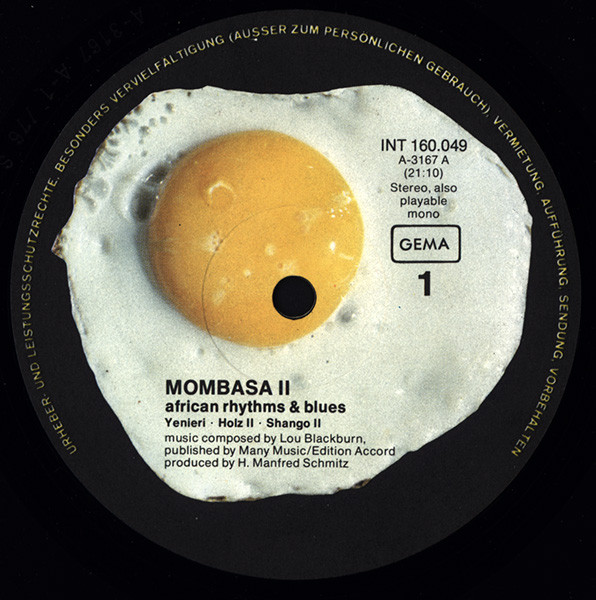 URHEBER- UND LEISTUNGSSCHUTZRECHTE, BESONDERS VERVIELFÄLTIGUNG (AUSSER ZUM PERSÖNLICHEN GEBRAUCH), VERMIETUNG, AUFFÜHRUNG, SENDUNG, VORBEHALTEN
INT 160.049
A-3167 A
(21:10)
Stereo, also
playable
mono
GEMA
1
MOMBASA II
african rhythms & blues
Yenieri · Holz II · Shango II
music composed by Lou Blackburn,
published by Many Music/Edition Accord
produced by H. Manfred Schmitz